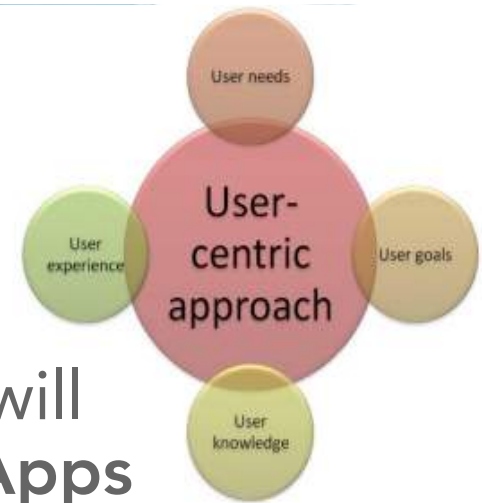 User needs
User-
centric
approach
User
experience
User goals
User
knowledge
will
Apps